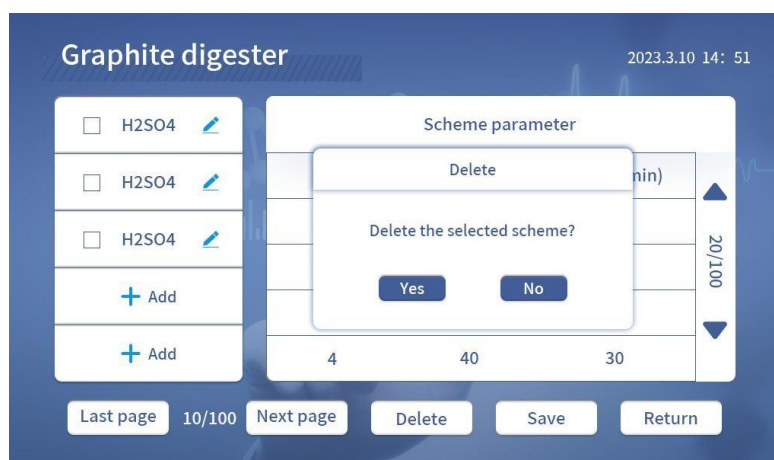 Graphite digester
2023.3.10 14: 51
H2SO4
H2SO4
H2SO4
Add
Add
Scheme parameter
min)
Delete
Delete the selected scheme?
Yes No
4 40 30
20/100
Last page 10/100 Next page Delete Save Return